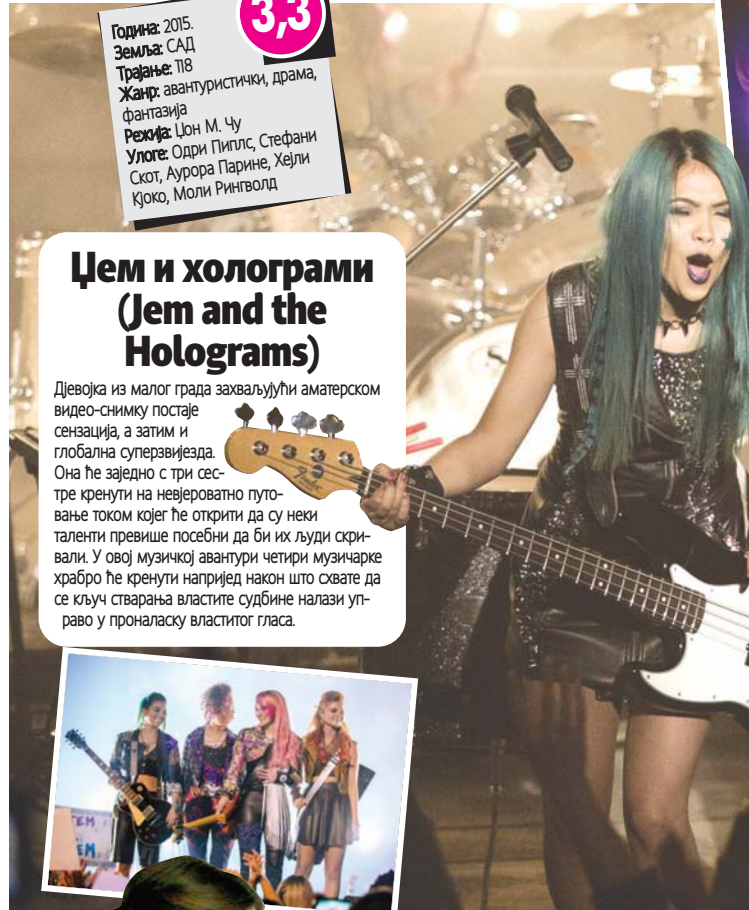 3,3
Година: 2015.
Земља: САД
Трајање: 118
Жанр: авантуристички, драма,
фантазија
Режија: Џон М. Чу
Улоге: Одри Пиплс, Стефани
Скот, Аурора Парине, Хејли
Кјоко, Моли Рингволд
Џем и холограми
(Jem and the
Holograms)
Дјевојка из малог града захваљујући аматерском
видео-снимку постаје
сензација, а затим и
глобална суперзвијезда.
Она ће заједно с три сес-
тре кренути на невјероватно путо-
вање током којег ће открити да су неки
таленти превише посебни да би их људи скри-
вали. У овој музичкој авантури четири музичарке
храбро ће кренути напријед након што схвате да
се кључ стварања властите судбине налази уп-
раво у проналаску властитог гласа.
Fender